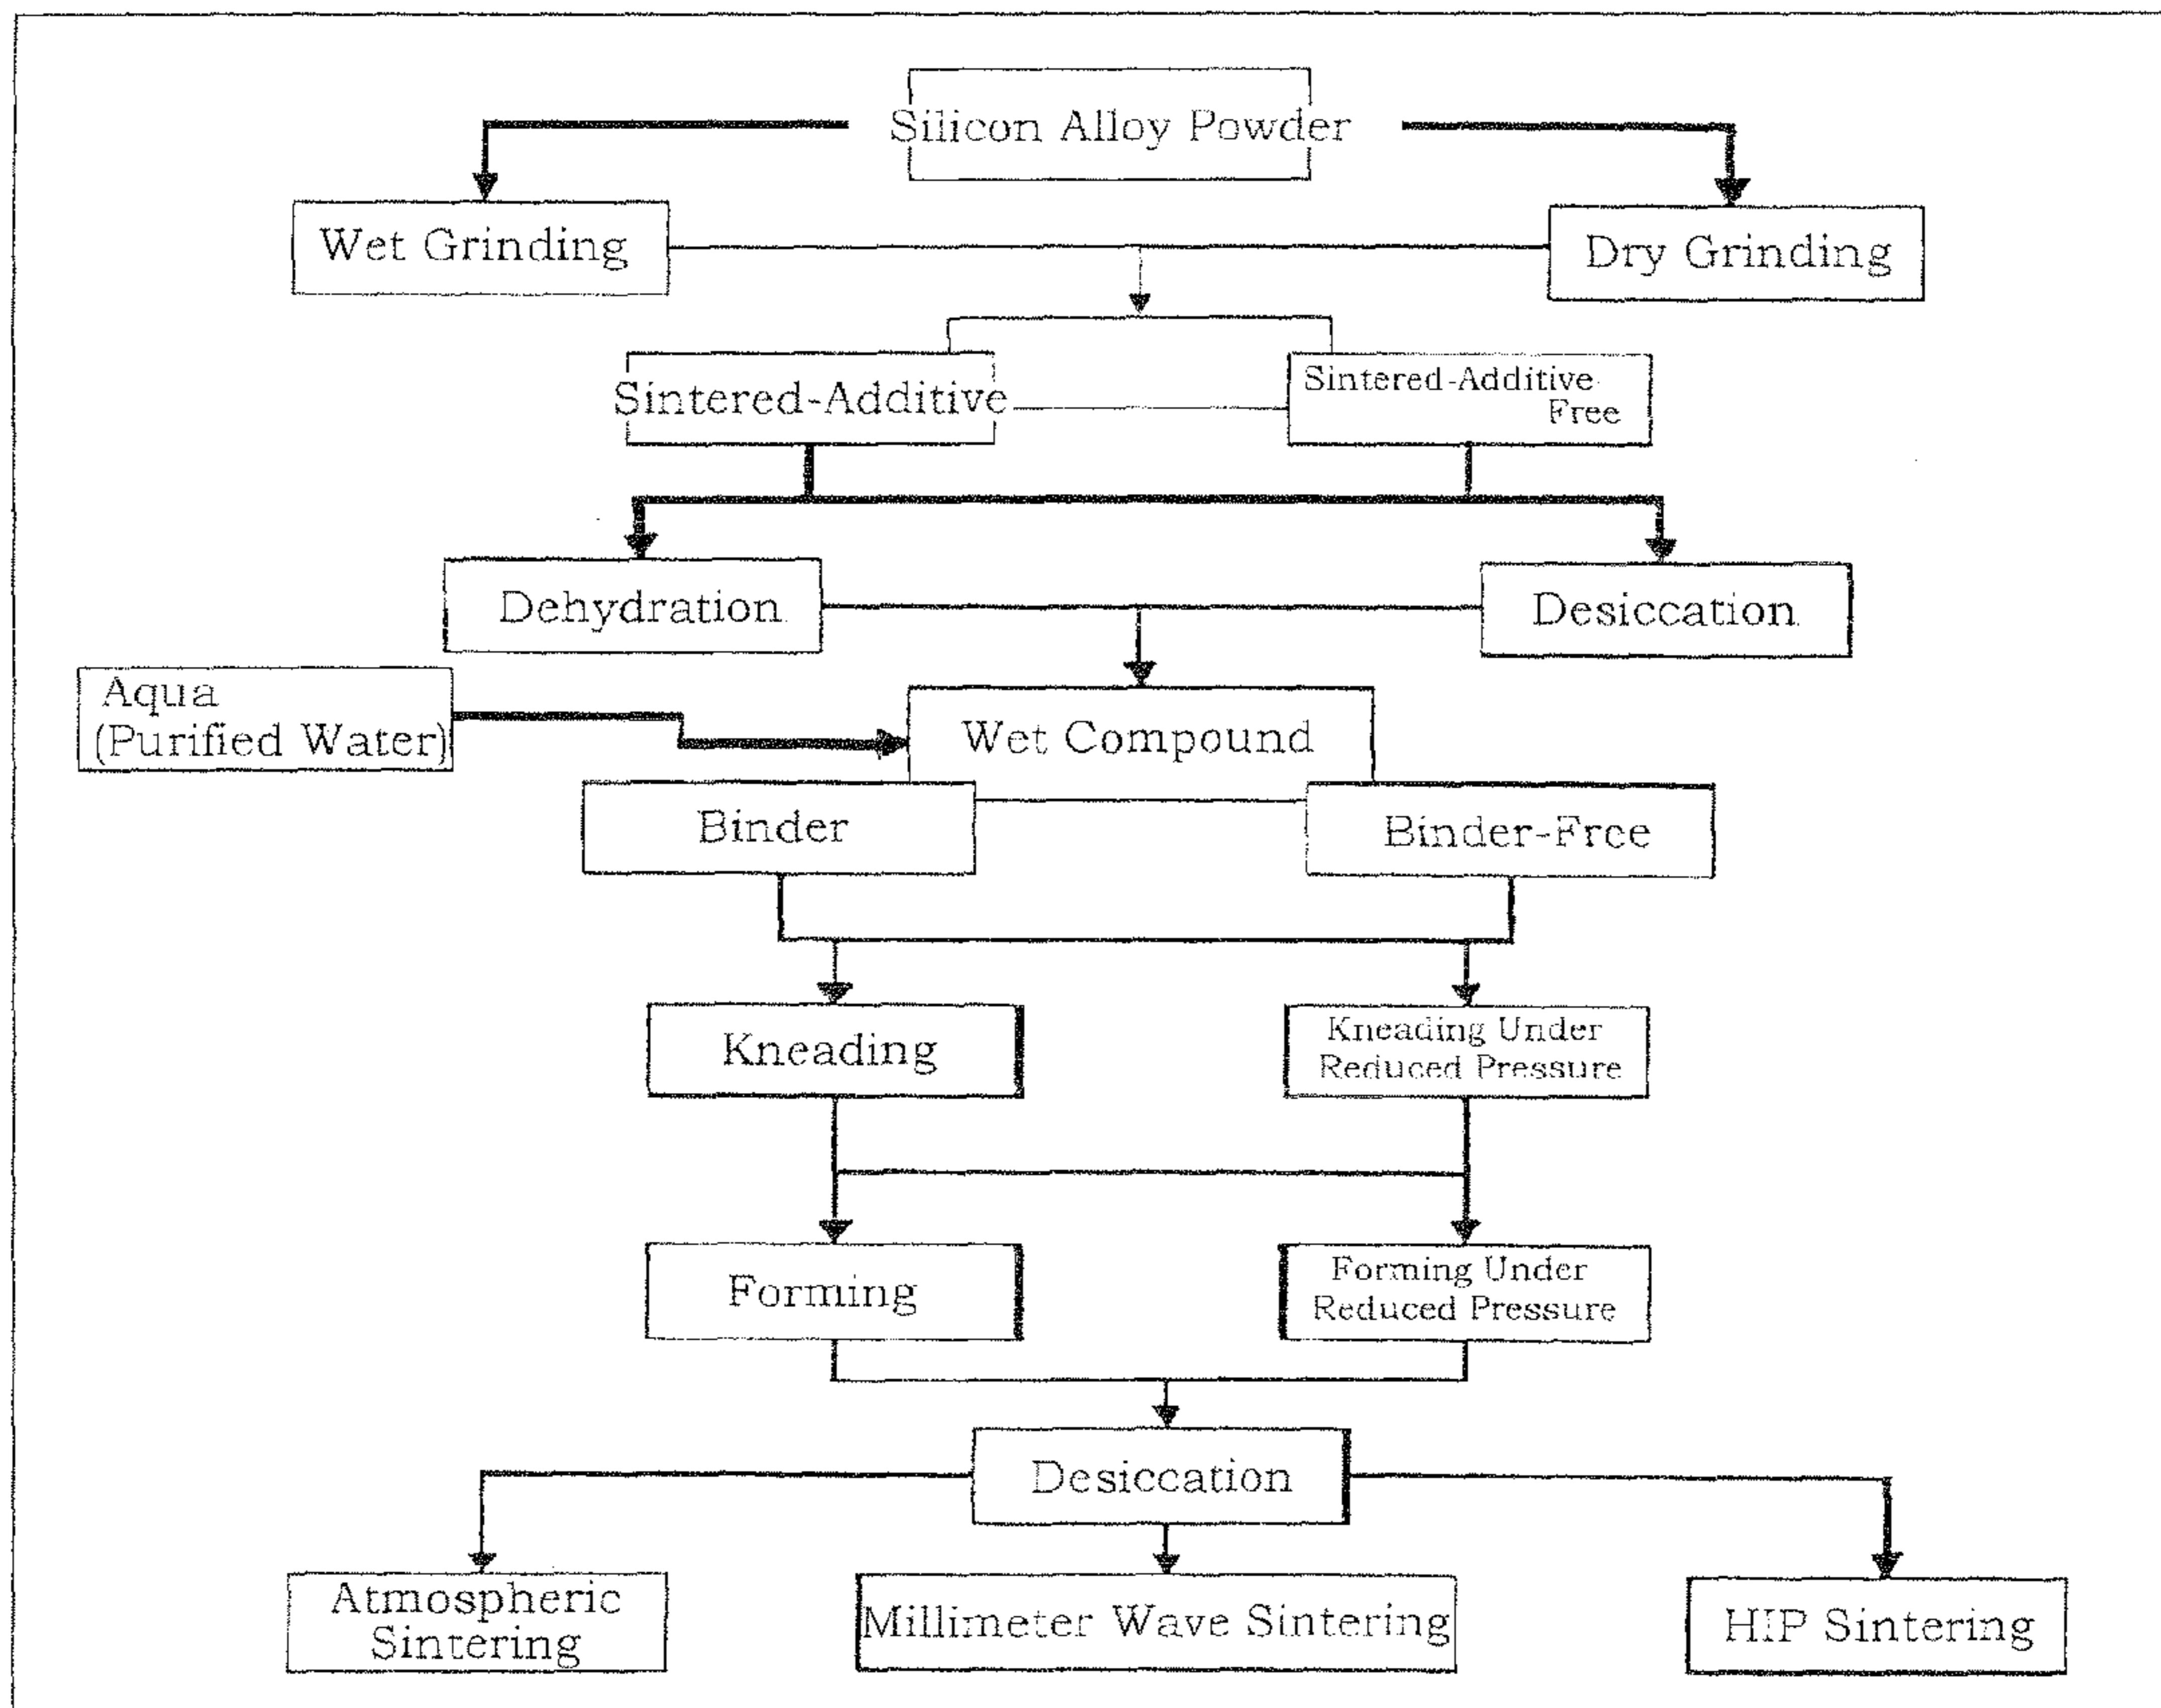 Silicon Alloy Powder
Wet Grinding
Dry Grinding
Sintered-Additive
Sintered-Additive
Free
Dehydration
Desiccation
Aqua
(Purified Water)
Wet Compound
Binder
Binder-Free
Kneading
Kneading Under
Reduced Pressure
Forming
Forming Under
Reduced Pressure
Desiccation
Atmospheric
Sintering
Millimeter Wave Sintering
HIP Sintering